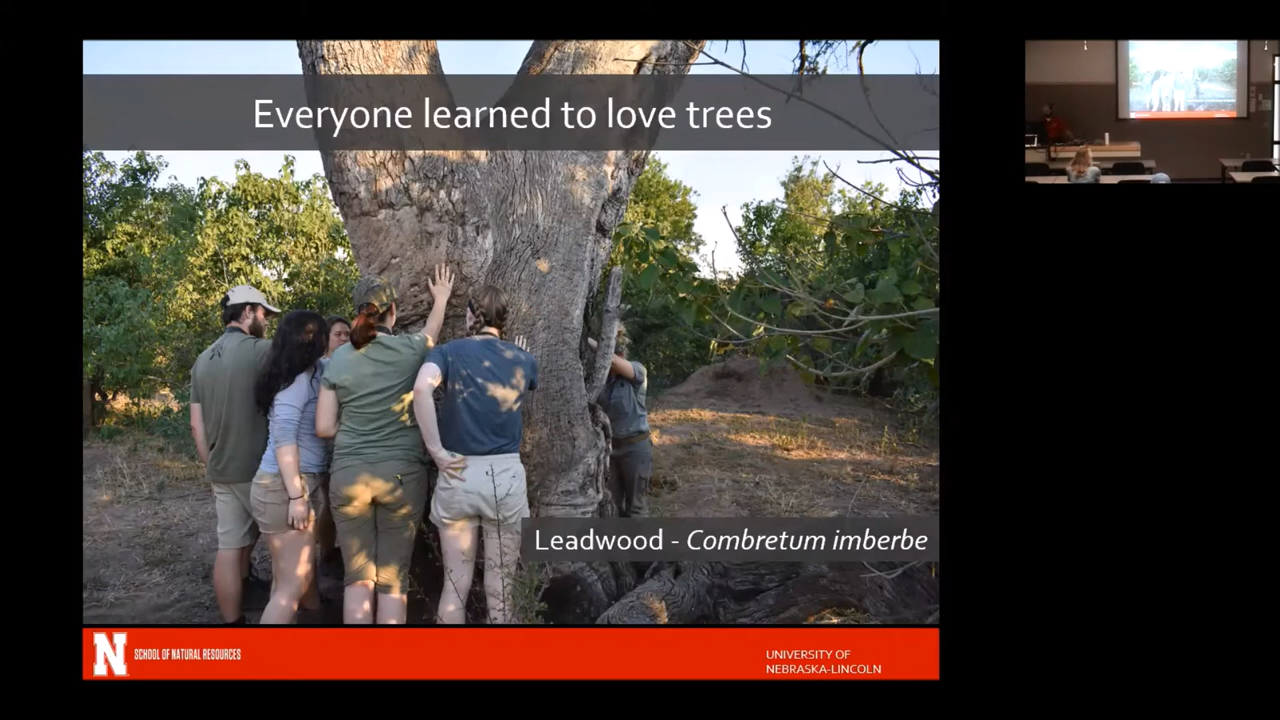 Everyone learned to love trees
Leadwood - Combretum imberbe
N SCHOOL OF NATURAL RESOURCES
UNIVERSITY OF
NEBRASKA-LINCOLN